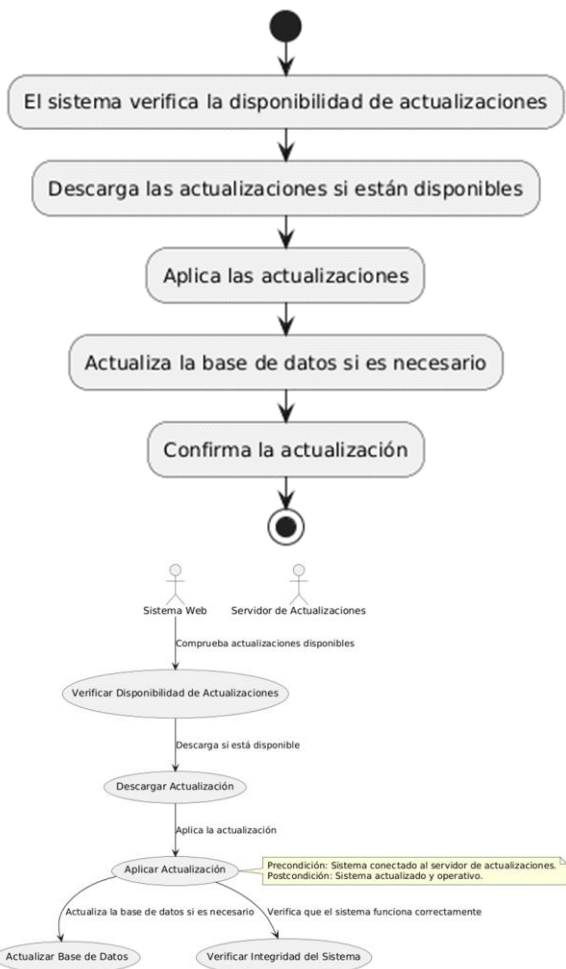 El sistema verifica la disponibilidad de actualizaciones
Descarga las actualizaciones si están disponibles
Aplica las actualizaciones
Actualiza la base de datos si es necesario
Confirma la actualización
Sistema Web
Servidor de Actualizaciones
Comprueba actualizaciones disponibles
Verificar Disponibilidad de Actualizaciones
Descarga si está disponible
Descargar Actualización
Aplica la actualización
Aplicar Actualización
Precondición: Sistema conectado al servidor de actualizaciones.
Postcondición: Sistema actualizado y operativo.
Actualiza la base de datos si es necesario
Verifica que el sistema funciona correctamente
Actualizar Base de Datos
Verificar Integridad del Sistema